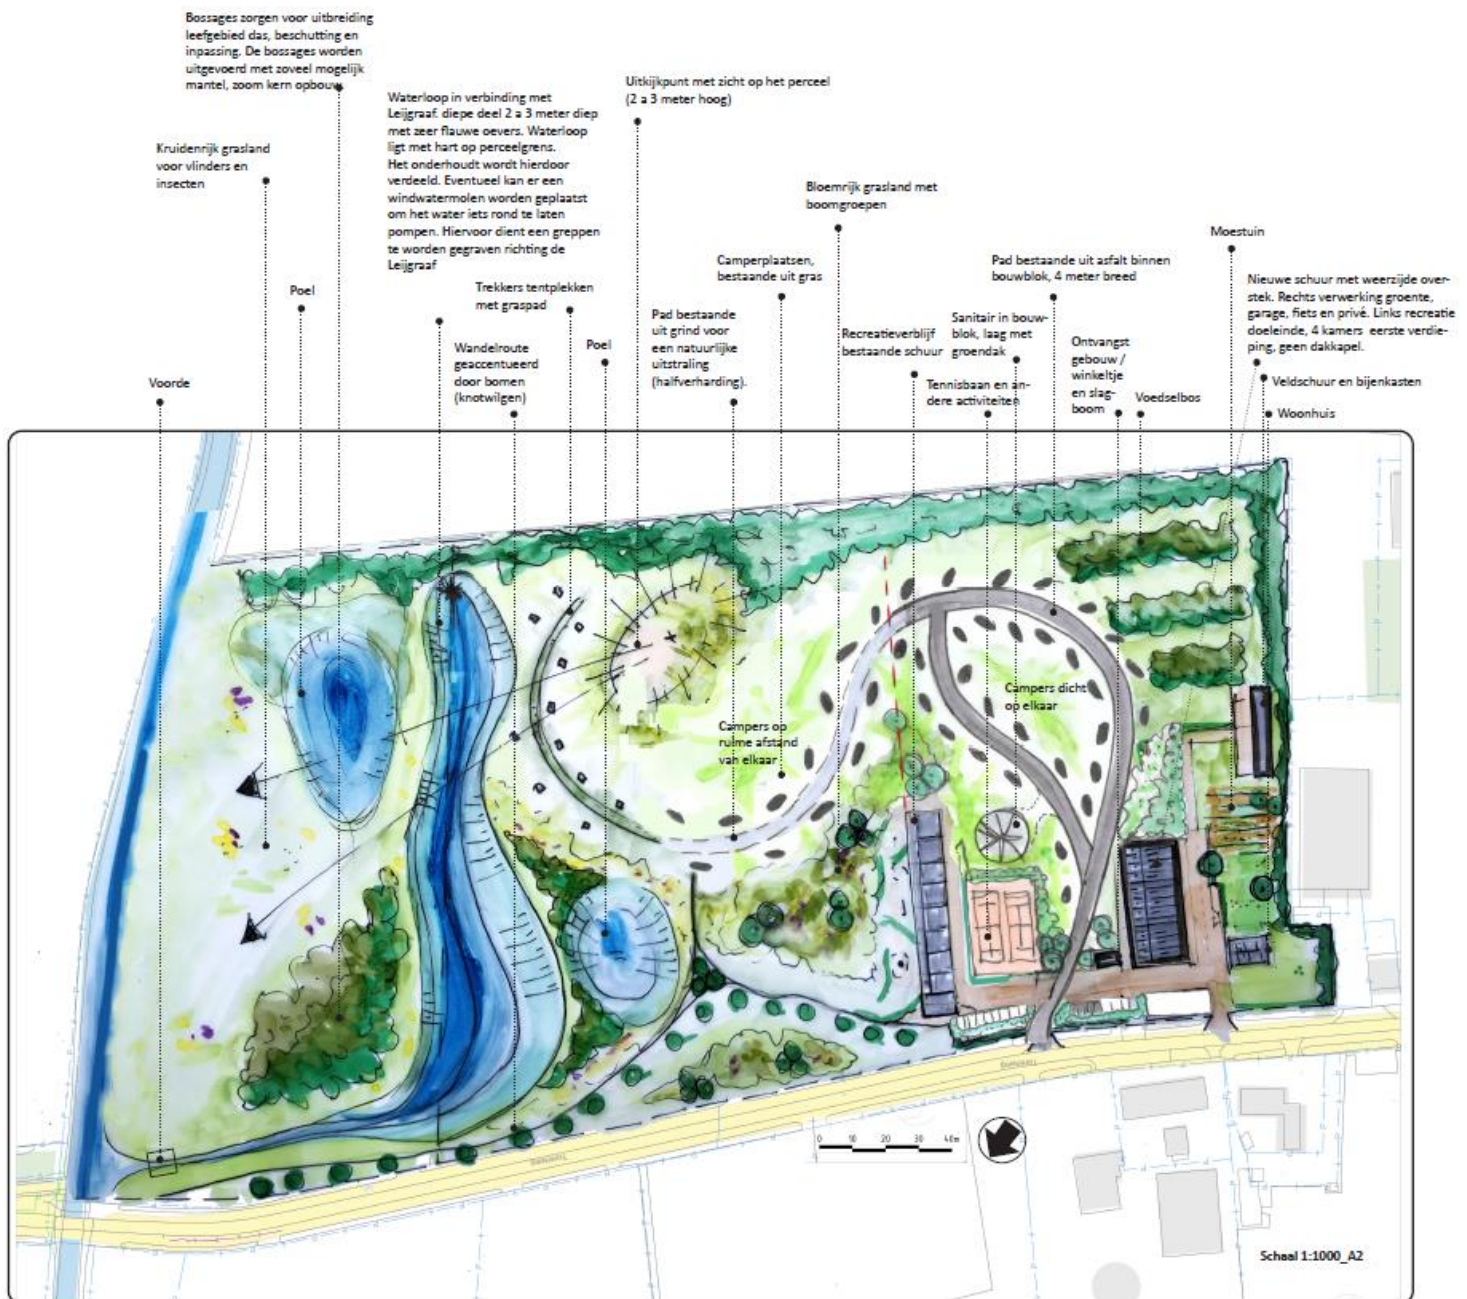 Bossages zorgen voor uitbreiding
leefgebied das, beschutting en
inpassing. De bossages worden
uitgevoerd met zoveel mogelijk
mantel, zoom kern opbouw.
Kruidenrijk grasland
voor vlinders en
insecten
Poel
Voorde
Waterloop in verbinding met
Leijgraaf. diepe deel 2 a 3 meter diep
met zeer flauwe oevers. Waterloop
ligt met hart op perceelgrens.
Het onderhoudt wordt hierdoor
verdeeld. Eventueel kan er een
windwatermolen worden geplaatst
om het water iets rond te laten
pompen. Hiervoor dient een greppen
te worden gegraven richting de
Leijgraaf
Wandelroute
geaccentueerd
door bomen
(knotwilgen)
Trekkers tentplekken
met graspad
Poel
Uitkijkpunt met zicht op het perceel
(2 a 3 meter hoog)
Pad bestaande
uit grind voor
een natuurlijke
uitstraling
(halfverharding).
Camperplaatsen,
bestaande uit gras
Bloemrijk grasland met
boomgroepen
Recreatieverblijf
bestaande schuur
Tennisbaan en an-
dere activiteiten
Sanitair in bouw-
blok, laag met
groendak
Pad bestaande uit asfalt binnen
bouwblok, 4 meter breed
Ontvangst
gebouw /
winkeltje
en slag-
boom
Voedselbos
Moestuin
Nieuwe schuur met weerzijde over-
stek. Rechts verwerking groente,
garage, fiets en privé. Links recreatie
doeleinde, 4 kamers eerste verdie-
ping, geen dakkapel.
Veldschuur en bijenkasten
Woonhuis
Campers dicht
op elkaar
Campers op
ruime afstand
van elkaar
0 10 20 30 40m
Schaal 1:1000_A2